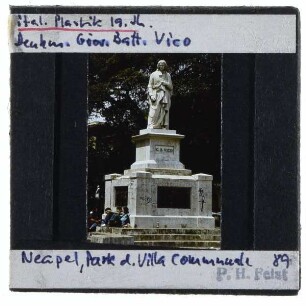 ital. Plastik 19. Jh.
Denkm. Giov. Batt. Vico
Neapel, Park d. Villa Communale 89
P. H. Feist